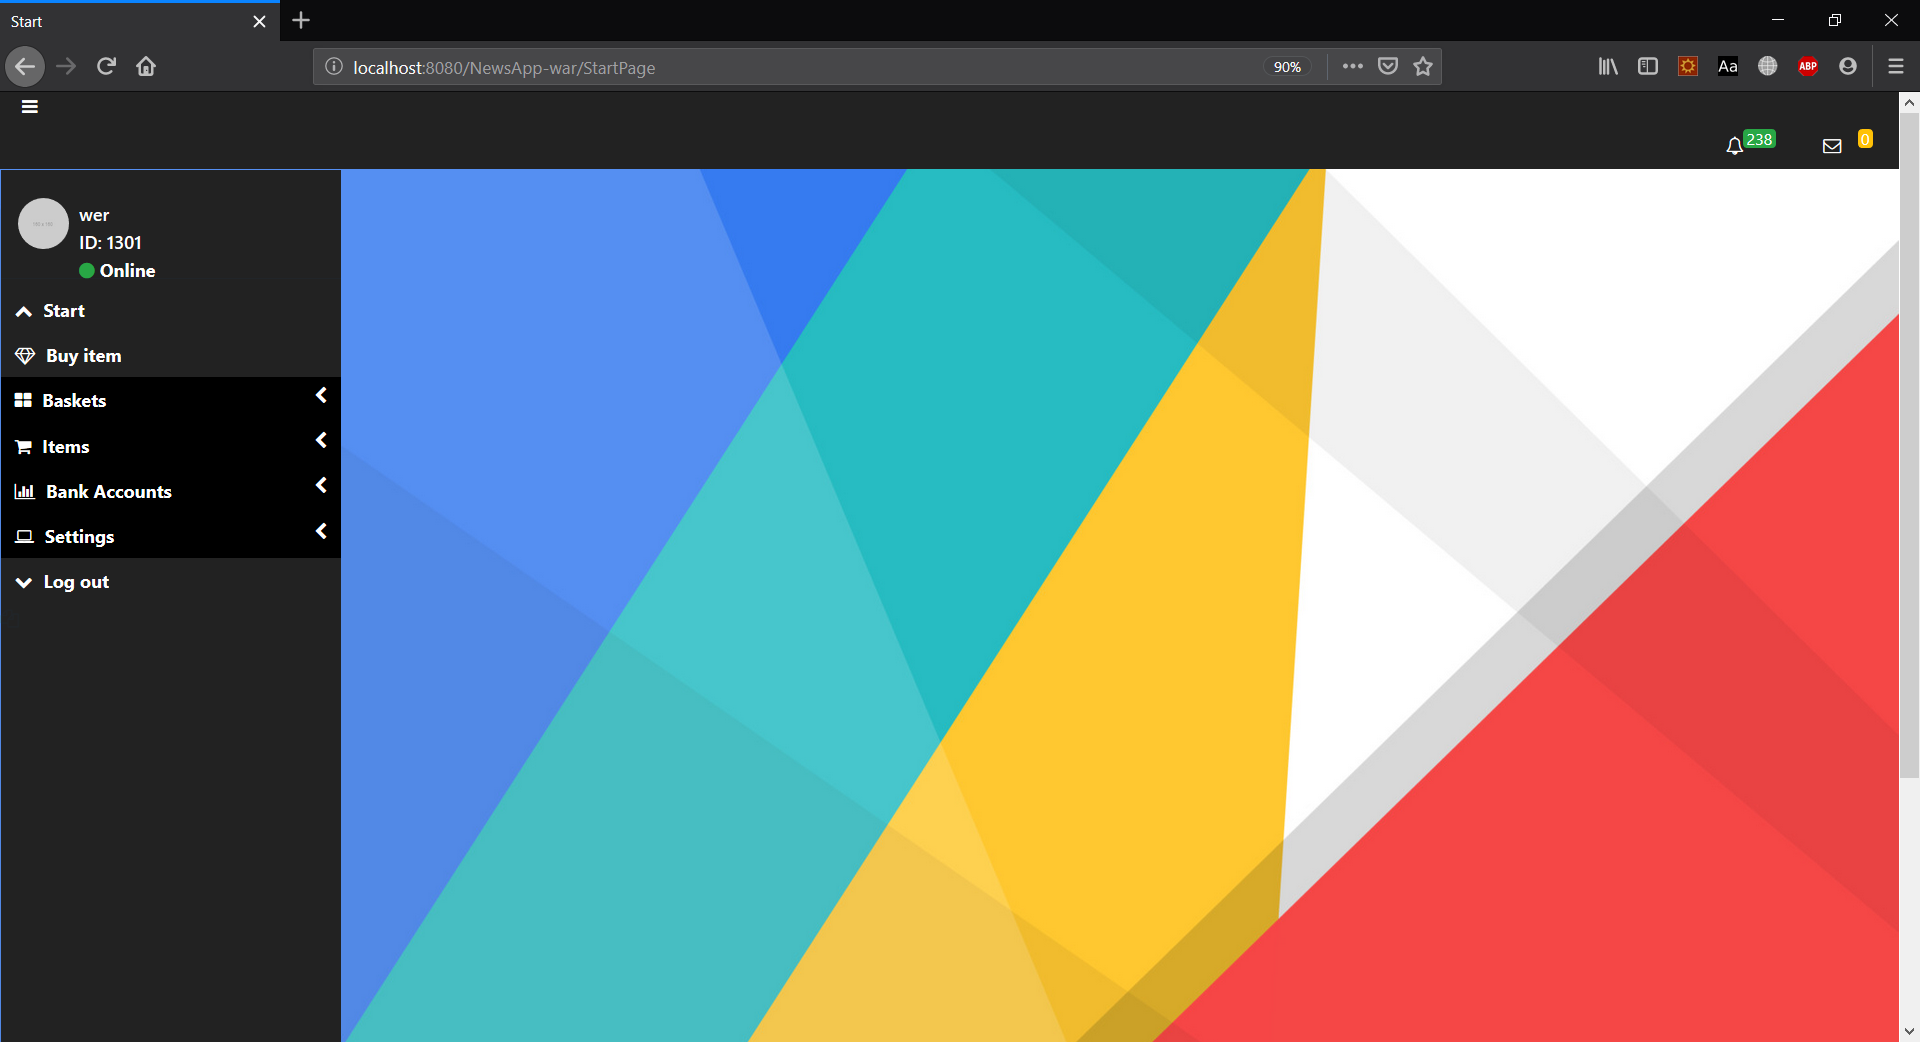 Start
localhost:8080/NewsApp-war/StartPage
90%
Aa
ABP
238
0
wer
ID: 1301
Online
Start
Buy item
Baskets
Items
Bank Accounts
Settings
Log out